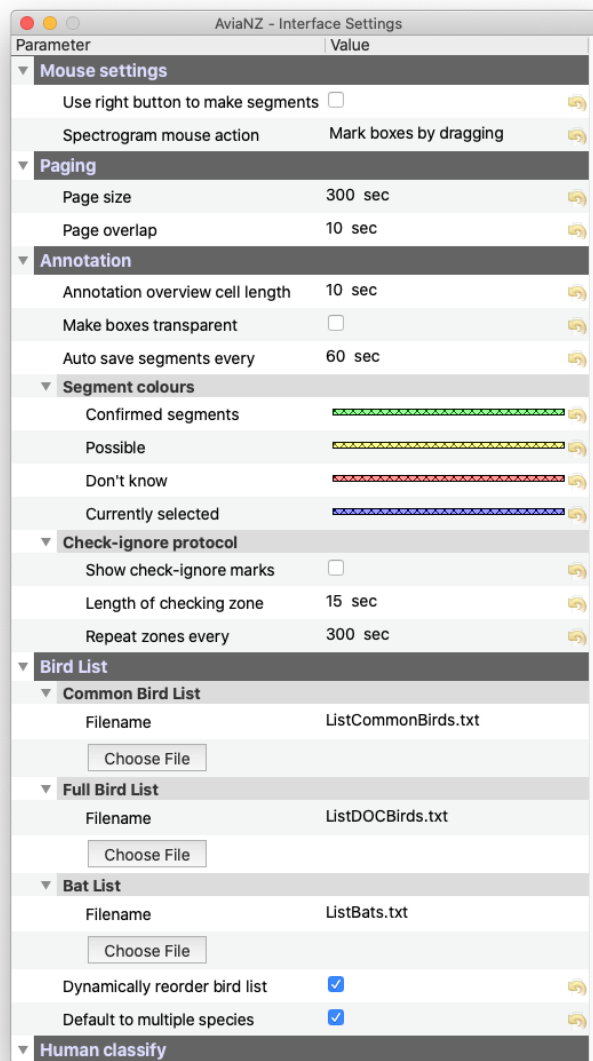 AviaNZ - Interface Settings
Parameter Value
Mouse settings
Use right button to make segments
Spectrogram mouse action Mark boxes by dragging
Paging
Page size 300 sec
Page overlap 10 sec
Annotation
Annotation overview cell length 10 sec
Make boxes transparent
Auto save segments every 60 sec
Segment colours
Confirmed segments
Possible
Don't know
Currently selected
Check-ignore protocol
Show check-ignore marks
Length of checking zone 15 sec
Repeat zones every 300 sec
Bird List
Common Bird List
Filename ListCommonBirds.txt
Choose File
Full Bird List
Filename ListDOCBirds.txt
Choose File
Bat List
Filename ListBats.txt
Choose File
Dynamically reorder bird list
Default to multiple species
Human classify